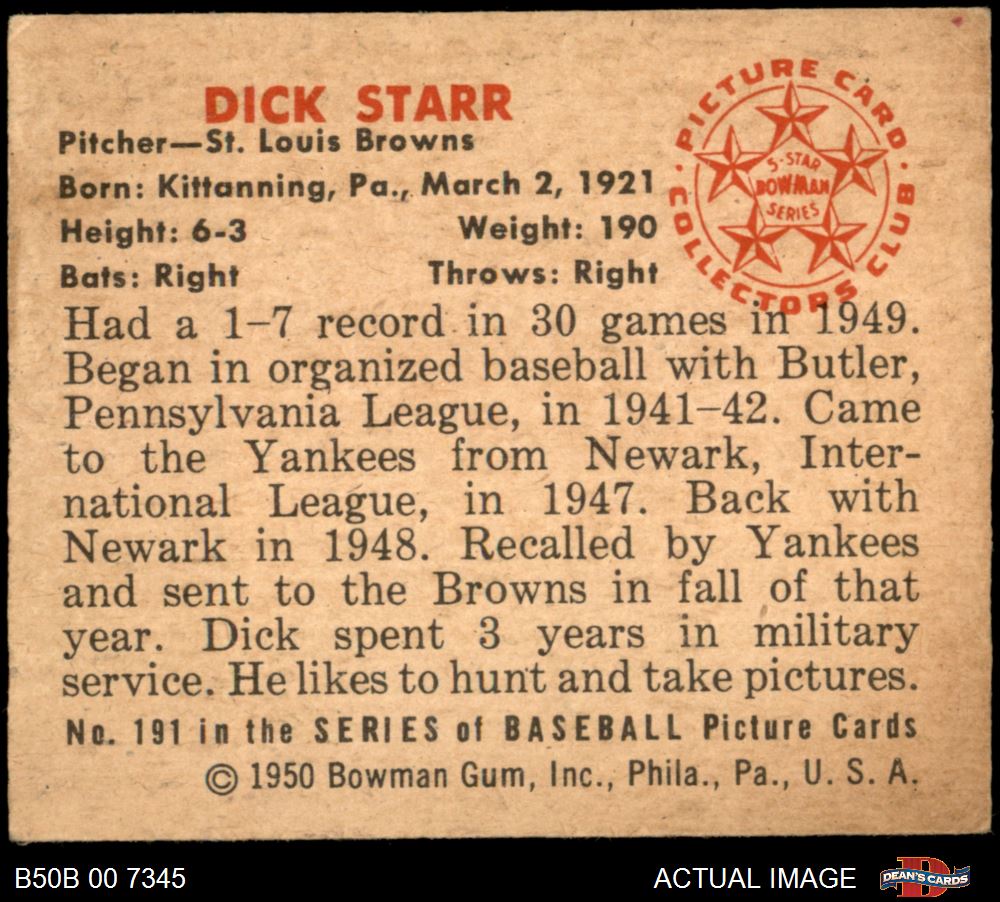 DICK STARR
Pitcher—St. Louis Browns
Born: Kittanning, Pa., March 2, 1921
Height: 6-3 Weight: 190
Bats: Right Throws: Right
· PICTURE CARD · COLLECTORS CLUB
5-STAR
BOWMAN
SERIES
Had a 1–7 record in 30 games in 1949.
Began in organized baseball with Butler,
Pennsylvania League, in 1941–42. Came
to the Yankees from Newark, Inter-
national League, in 1947. Back with
Newark in 1948. Recalled by Yankees
and sent to the Browns in fall of that
year. Dick spent 3 years in military
service. He likes to hunt and take pictures.
No. 191 in the SERIES of BASEBALL Picture Cards
© 1950 Bowman Gum, Inc., Phila., Pa., U. S. A.
B50B 00 7345
ACTUAL IMAGE
D
DEAN'S CARDS